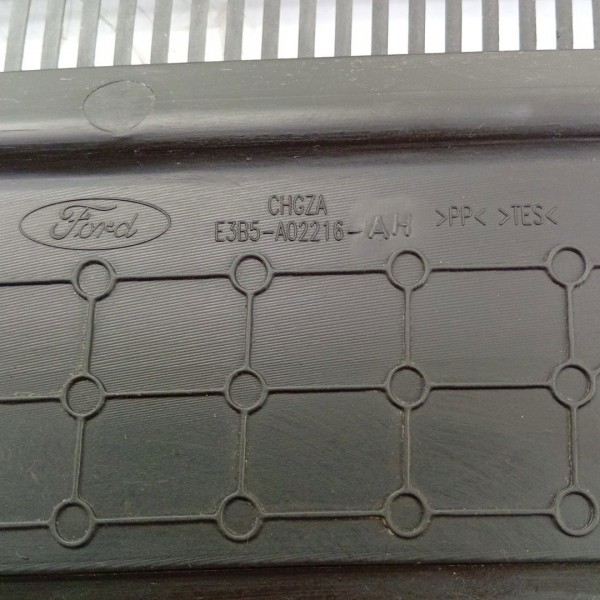 Ford
CHGZA
E3B5-A02216-AH
>PP< >TES<